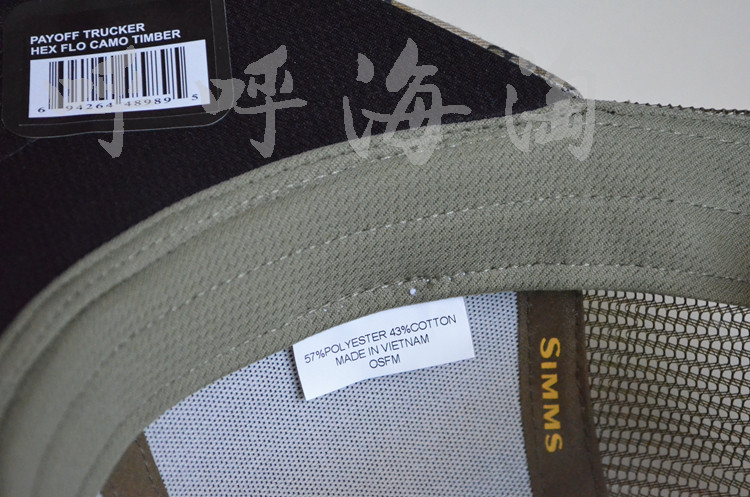 PAYOFF TRUCKER
HEX FLO CAMO TIMBER
6 94264 48989 5
呼呼海淘
57%POLYESTER 43%COTTON
MADE IN VIETNAM
OSFM
SIMMS